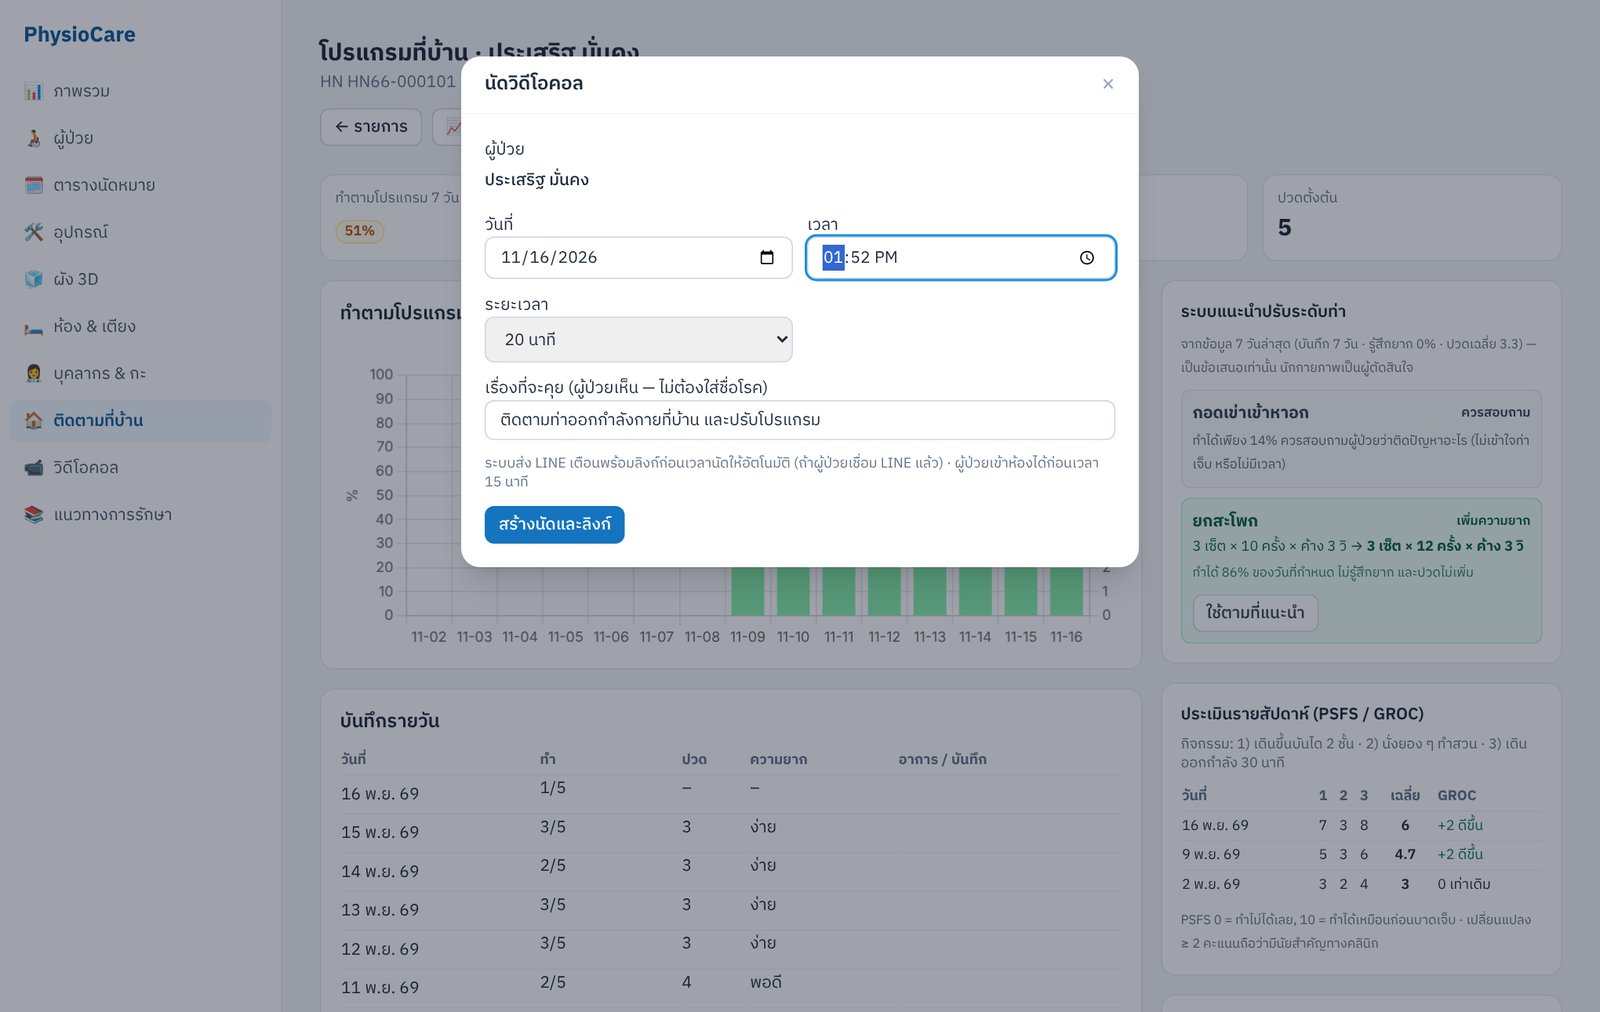 PhysioCare
ภาพรวม
ผู้ป่วย
ตารางนัดหมาย
อุปกรณ์
ผัง 3D
ห้อง & เตียง
บุคลากร & กะ
ติดตามที่บ้าน
วิดีโอคอล
แนวทางการรักษา
โปรแกรมที่บ้าน · ประเสริฐ มั่นคง
HN HN66-000101
← รายการ
ทำตามโปรแกรม 7 วัน
51%
ปวดตั้งต้น
5
นัดวิดีโอคอล
×
ผู้ป่วย
ประเสริฐ มั่นคง
วันที่
เวลา
11/16/2026
01:52 PM
ระยะเวลา
20 นาที
เรื่องที่จะคุย (ผู้ป่วยเห็น — ไม่ต้องใส่ชื่อโรค)
ติดตามท่าออกกำลังกายที่บ้าน และปรับโปรแกรม
ระบบส่ง LINE เตือนพร้อมลิงก์ก่อนเวลานัดให้อัตโนมัติ (ถ้าผู้ป่วยเชื่อม LINE แล้ว) · ผู้ป่วยเข้าห้องได้ก่อนเวลา
15 นาที
สร้างนัดและลิงก์
ทำตามโปรแกรม
100
90
80
70
60
50
40
30
20
10
0
%
2
1
0
11-02 11-03 11-04 11-05 11-06 11-07 11-08 11-09 11-10 11-11 11-12 11-13 11-14 11-15 11-16
บันทึกรายวัน
วันที่ ทำ ปวด ความยาก อาการ / บันทึก
16 พ.ย. 69 1/5 – –
15 พ.ย. 69 3/5 3 ง่าย
14 พ.ย. 69 2/5 3 ง่าย
13 พ.ย. 69 3/5 3 ง่าย
12 พ.ย. 69 3/5 3 ง่าย
11 พ.ย. 69 2/5 4 พอดี
ระบบแนะนำปรับระดับท่า
จากข้อมูล 7 วันล่าสุด (บันทึก 7 วัน · รู้สึกยาก 0% · ปวดเฉลี่ย 3.3) —
เป็นข้อเสนอเท่านั้น นักกายภาพเป็นผู้ตัดสินใจ
กอดเข่าเข้าหาอก ควรสอบถาม
ทำได้เพียง 14% ควรสอบถามผู้ป่วยว่าติดปัญหาอะไร (ไม่เข้าใจท่า
เจ็บ หรือไม่มีเวลา)
ยกสะโพก เพิ่มความยาก
3 เซ็ต × 10 ครั้ง × ค้าง 3 วิ → 3 เซ็ต × 12 ครั้ง × ค้าง 3 วิ
ทำได้ 86% ของวันที่กำหนด ไม่รู้สึกยาก และปวดไม่เพิ่ม
ใช้ตามที่แนะนำ
ประเมินรายสัปดาห์ (PSFS / GROC)
กิจกรรม: 1) เดินขึ้นบันได 2 ชั้น · 2) นั่งยอง ๆ ทำสวน · 3) เดิน
ออกกำลัง 30 นาที
วันที่ 1 2 3 เฉลี่ย GROC
16 พ.ย. 69 7 3 8 6 +2 ดีขึ้น
9 พ.ย. 69 5 3 6 4.7 +2 ดีขึ้น
2 พ.ย. 69 3 2 4 3 0 เท่าเดิม
PSFS 0 = ทำไม่ได้เลย, 10 = ทำได้เหมือนก่อนบาดเจ็บ · เปลี่ยนแปลง
≥ 2 คะแนนถือว่ามีนัยสำคัญทางคลินิก